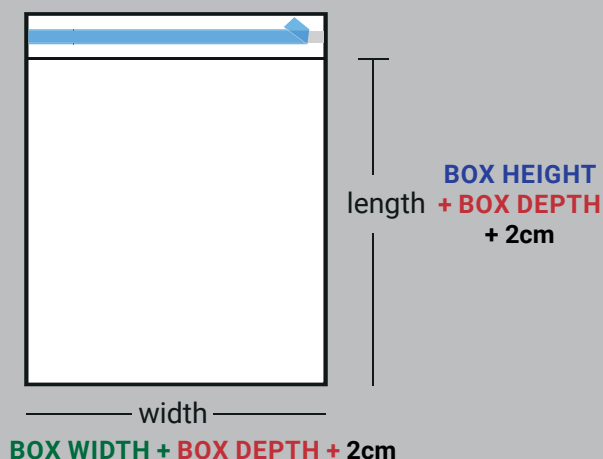 BOX HEIGHT
length + BOX DEPTH
+ 2cm
width
BOX WIDTH + BOX DEPTH + 2cm